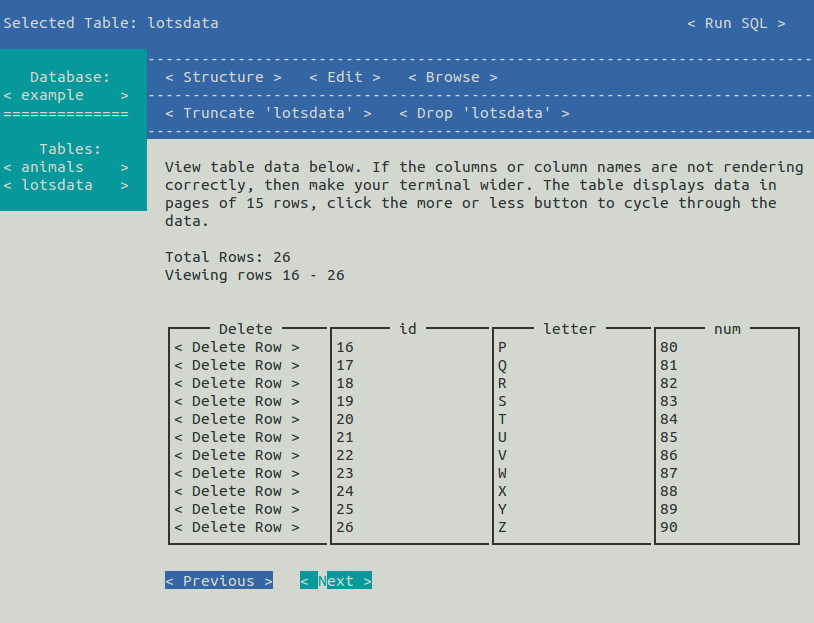 Selected Table: lotsdata < Run SQL >
Database:
< example >
==============
Tables:
< animals >
< lotsdata >
< Structure > < Edit > < Browse >
< Truncate 'lotsdata' > < Drop 'lotsdata' >
View table data below. If the columns or column names are not rendering
correctly, then make your terminal wider. The table displays data in
pages of 15 rows, click the more or less button to cycle through the
data.
Total Rows: 26
Viewing rows 16 - 26
Delete id letter num
< Delete Row > 16 P 80
< Delete Row > 17 Q 81
< Delete Row > 18 R 82
< Delete Row > 19 S 83
< Delete Row > 20 T 84
< Delete Row > 21 U 85
< Delete Row > 22 V 86
< Delete Row > 23 W 87
< Delete Row > 24 X 88
< Delete Row > 25 Y 89
< Delete Row > 26 Z 90
< Previous > < Next >